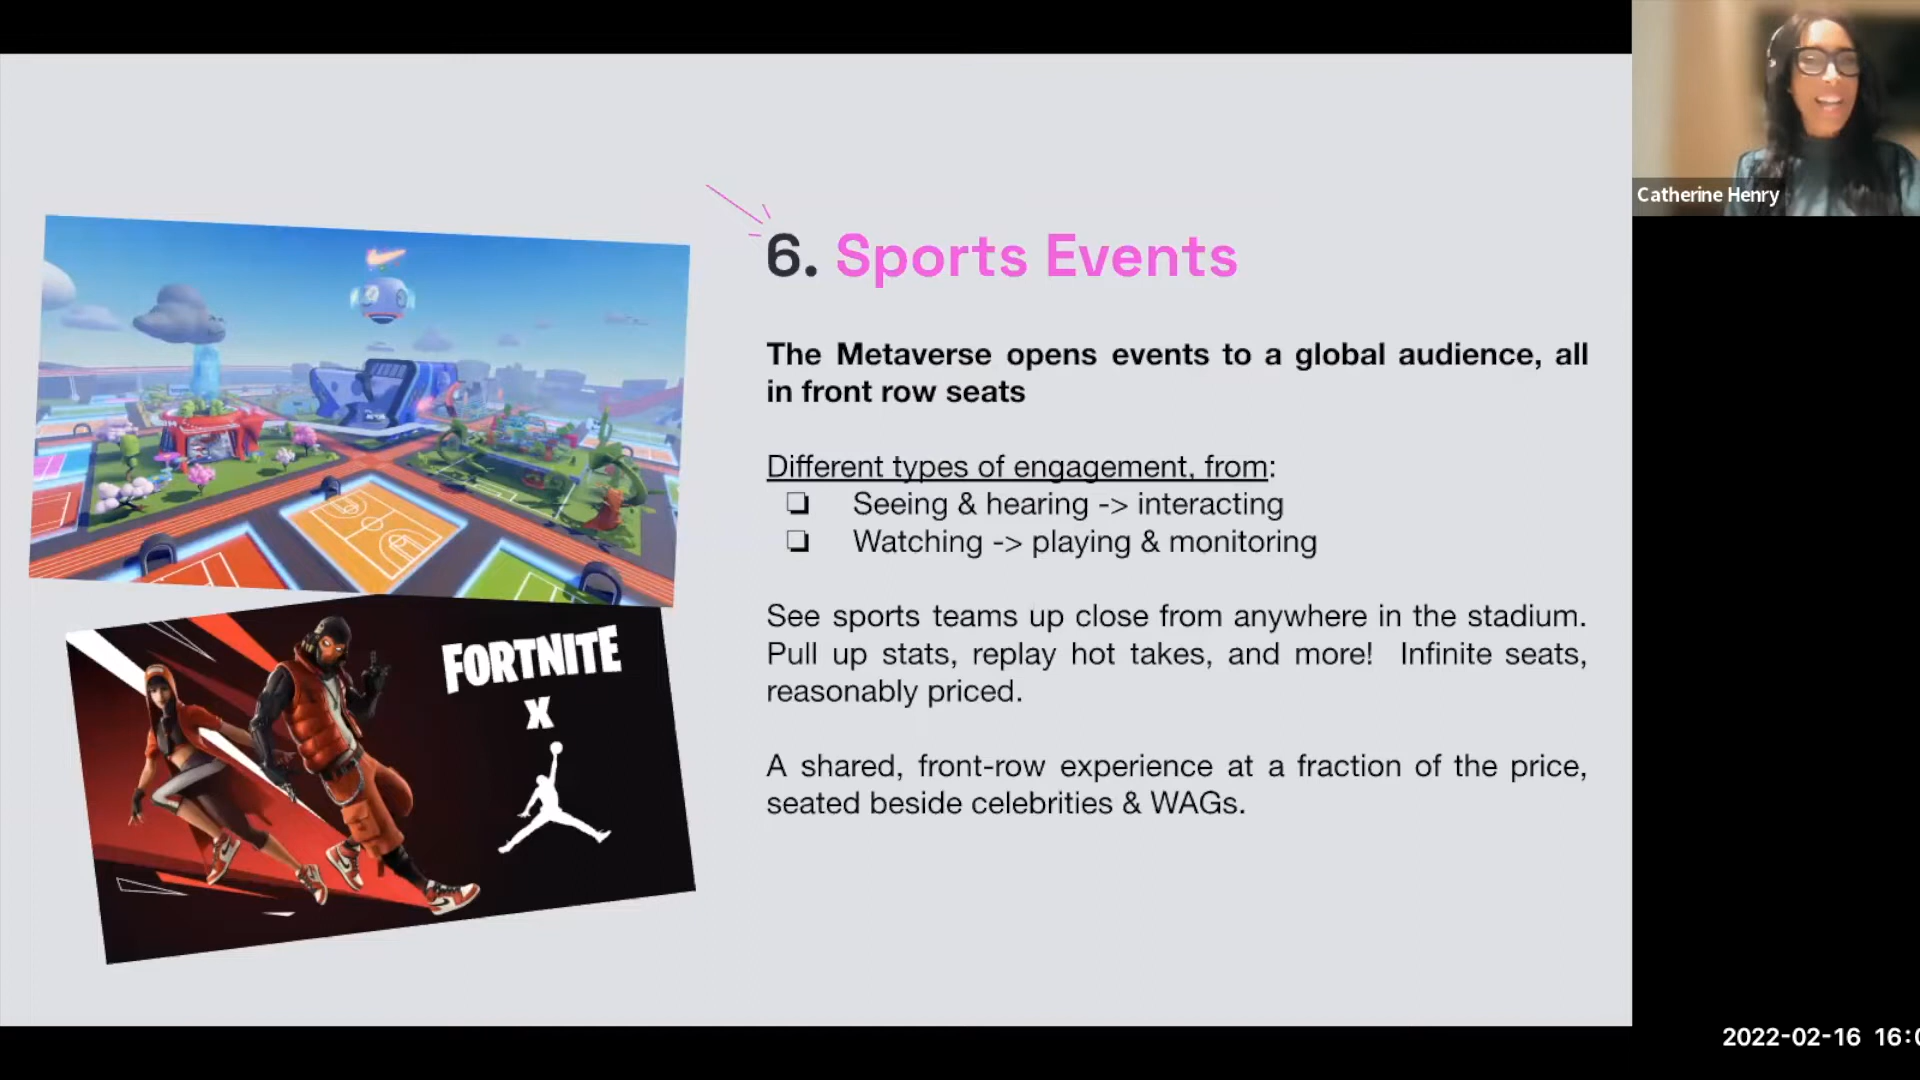 Catherine Henry
6. Sports Events
The Metaverse opens events to a global audience, all
in front row seats
Different types of engagement, from:
❏ Seeing & hearing -> interacting
❏ Watching -> playing & monitoring
See sports teams up close from anywhere in the stadium.
Pull up stats, replay hot takes, and more! Infinite seats,
reasonably priced.
A shared, front-row experience at a fraction of the price,
seated beside celebrities & WAGs.
FORTNITE
X
2022-02-16 16:0